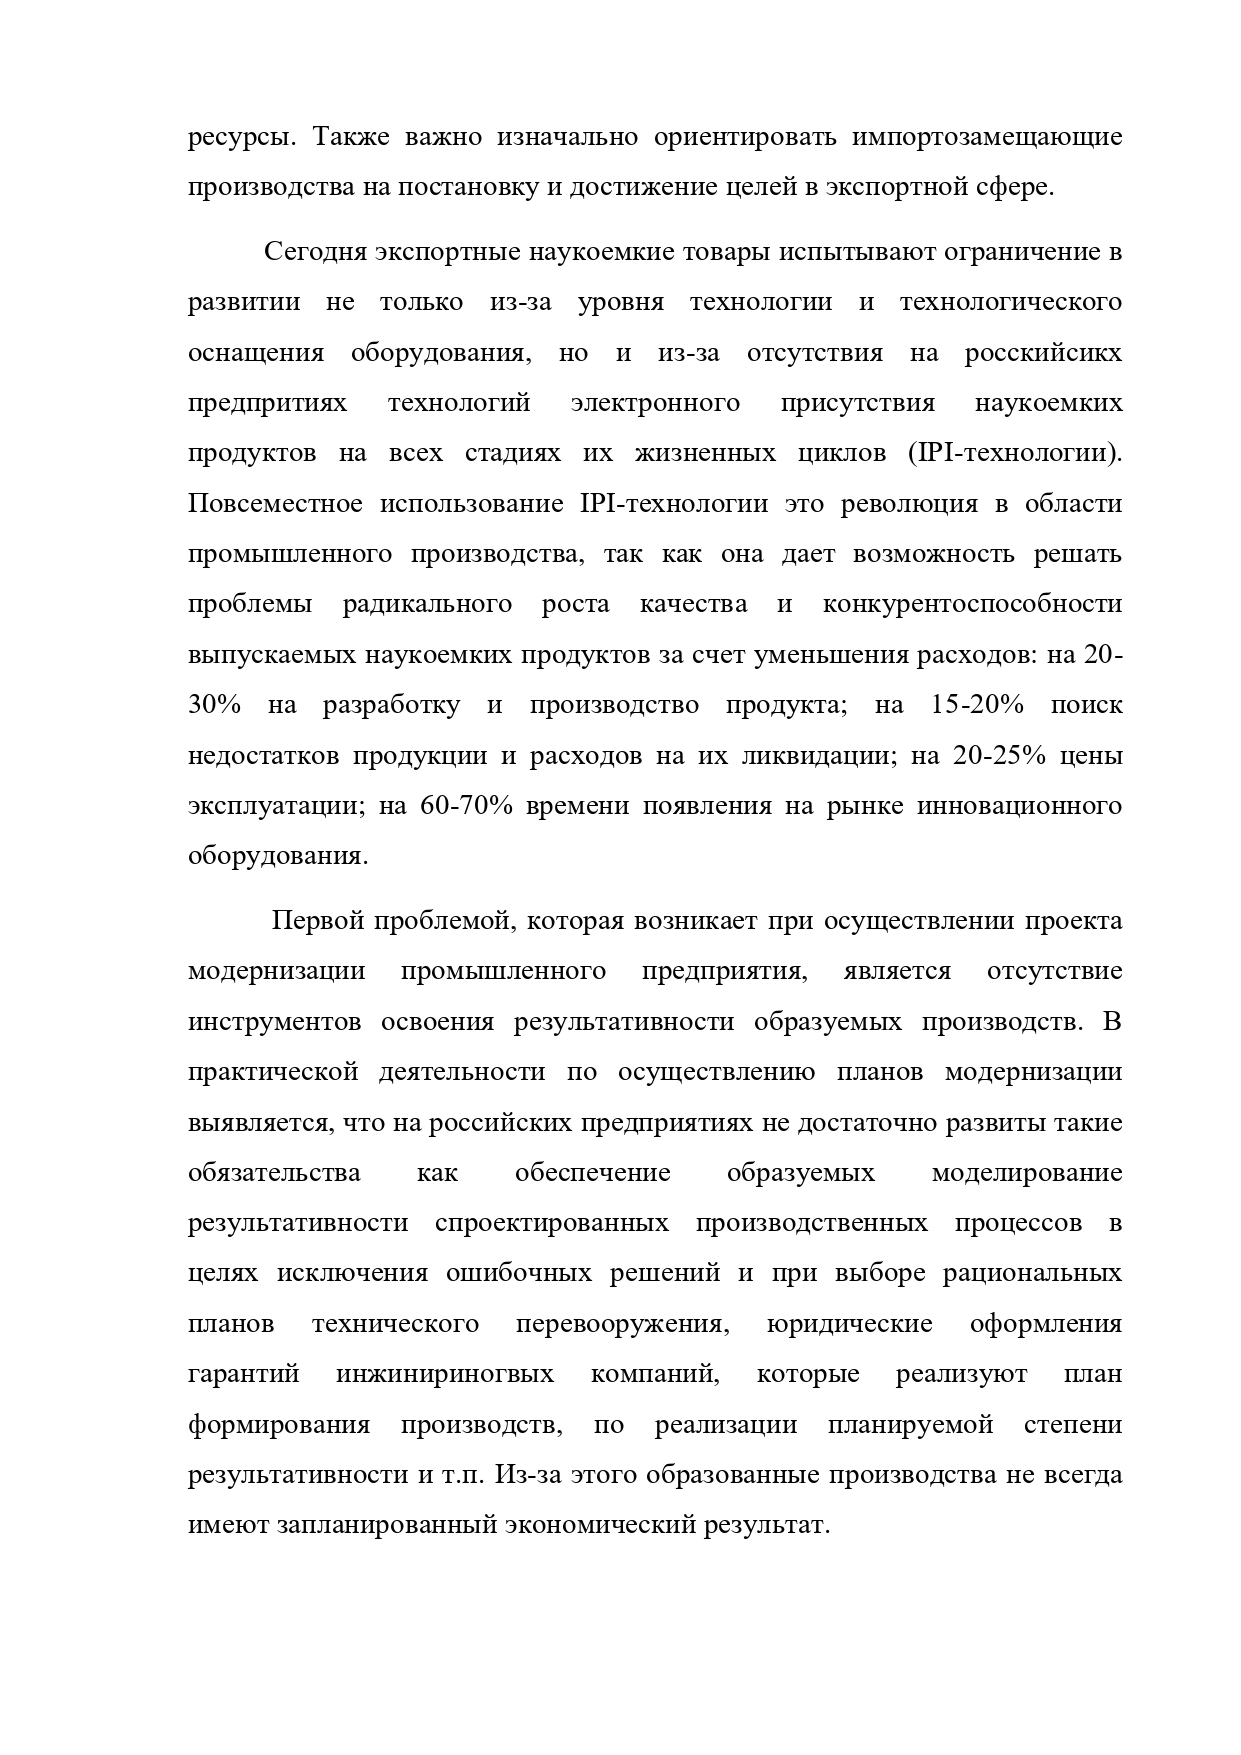 ресурсы. Также важно изначально ориентировать импортозамещающие
производства на постановку и достижение целей в экспортной сфере.
Сегодня экспортные наукоемкие товары испытывают ограничение в
развитии не только из-за уровня технологии и технологического
оснащения оборудования, но и из-за отсутствия на росскийсикх
предпритиях технологий электронного присутствия наукоемких
продуктов на всех стадиях их жизненных циклов (IPI-технологии).
Повсеместное использование IPI-технологии это революция в области
промышленного производства, так как она дает возможность решать
проблемы радикального роста качества и конкурентоспособности
выпускаемых наукоемких продуктов за счет уменьшения расходов: на 20-
30% на разработку и производство продукта; на 15-20% поиск
недостатков продукции и расходов на их ликвидации; на 20-25% цены
эксплуатации; на 60-70% времени появления на рынке инновационного
оборудования.
Первой проблемой, которая возникает при осуществлении проекта
модернизации промышленного предприятия, является отсутствие
инструментов освоения результативности образуемых производств. В
практической деятельности по осуществлению планов модернизации
выявляется, что на российских предприятиях не достаточно развиты такие
обязательства как обеспечение образуемых моделирование
результативности спроектированных производственных процессов в
целях исключения ошибочных решений и при выборе рациональных
планов технического перевооружения, юридические оформления
гарантий инжинириногвых компаний, которые реализуют план
формирования производств, по реализации планируемой степени
результативности и т.п. Из-за этого образованные производства не всегда
имеют запланированный экономический результат.